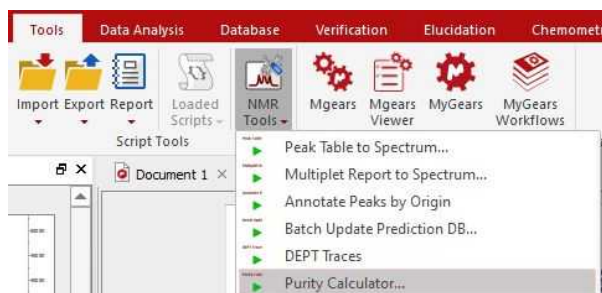 Tools Data Analysis Database Verification Elucidation Chemomet
Import Export Report Loaded Scripts NMR Tools Mgears Mgears Viewer MyGears MyGears Workflows
Script Tools
Document 1
Peak Table to Spectrum...
Multiplet Report to Spectrum...
Annotate Peaks by Origin
Batch Update Prediction DB...
DEPT Traces
Purity Calculator...